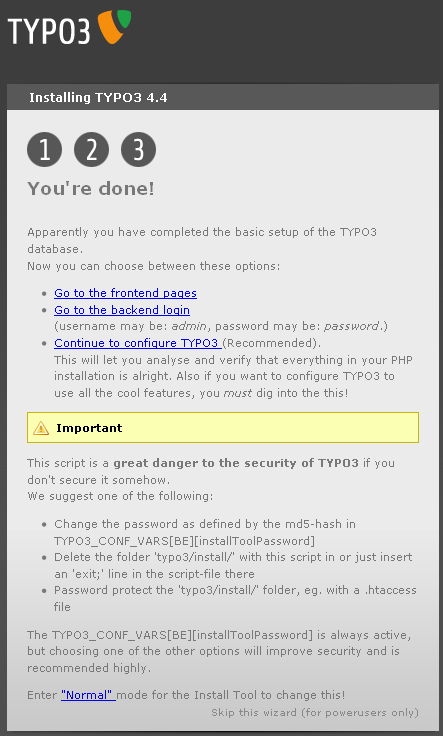 TYPO3
Installing TYPO3 4.4
1 2 3
You're done!
Apparently you have completed the basic setup of the TYPO3
database.
Now you can choose between these options:
• Go to the frontend pages
• Go to the backend login
(username may be: admin, password may be: password.)
• Continue to configure TYPO3 (Recommended).
This will let you analyse and verify that everything in your PHP
installation is alright. Also if you want to configure TYPO3 to
use all the cool features, you must dig into the this!
Important
This script is a great danger to the security of TYPO3 if you
don't secure it somehow.
We suggest one of the following:
• Change the password as defined by the md5-hash in
TYPO3_CONF_VARS[BE][installToolPassword]
• Delete the folder 'typo3/install/' with this script in or just insert
an 'exit;' line in the script-file there
• Password protect the 'typo3/install/' folder, eg. with a .htaccess
file
The TYPO3_CONF_VARS[BE][installToolPassword] is always active,
but choosing one of the other options will improve security and is
recommended highly.
Enter "Normal" mode for the Install Tool to change this!
Skip this wizard (for powerusers only)